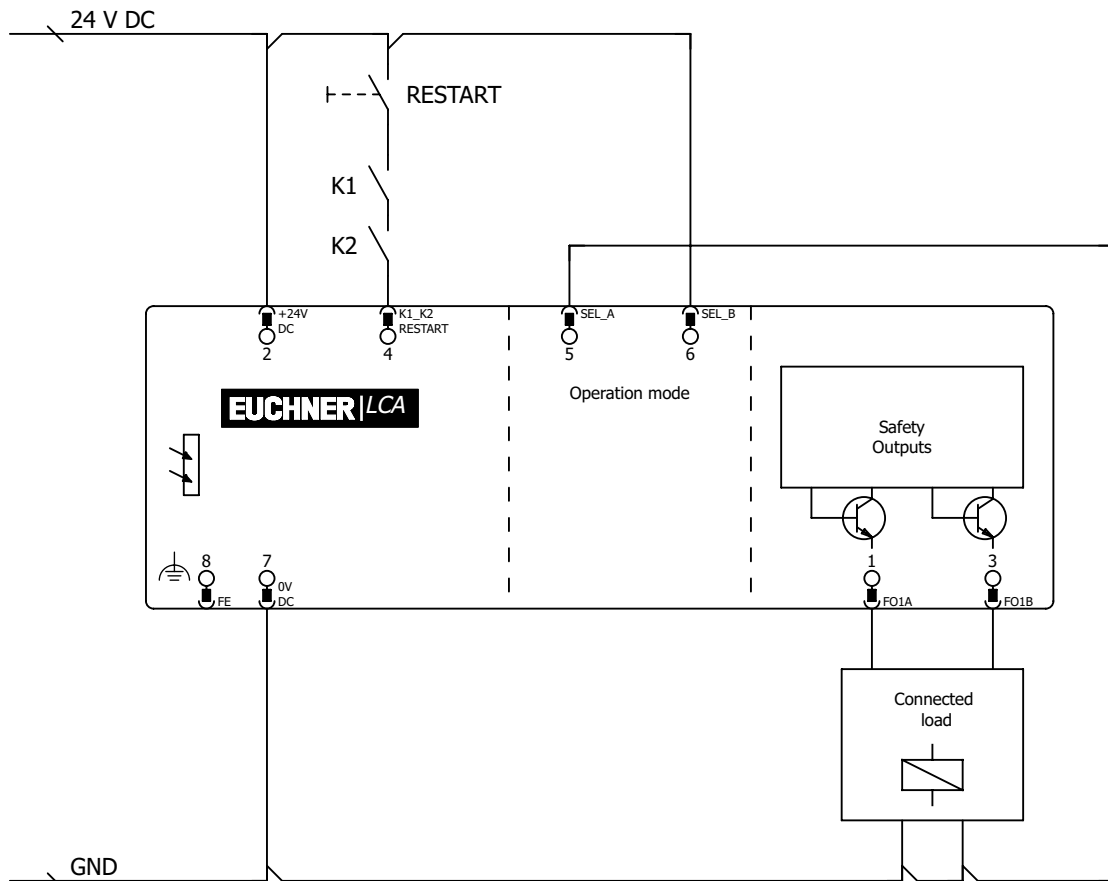 24 V DC
RESTART
K1
K2
+24V
DC
K1_K2
RESTART
SEL_A
SEL_B
2
4
5
6
EUCHNER LCA
Operation mode
Safety
Outputs
8
7
1
3
FE
0V
DC
FO1A
FO1B
Connected
load
GND